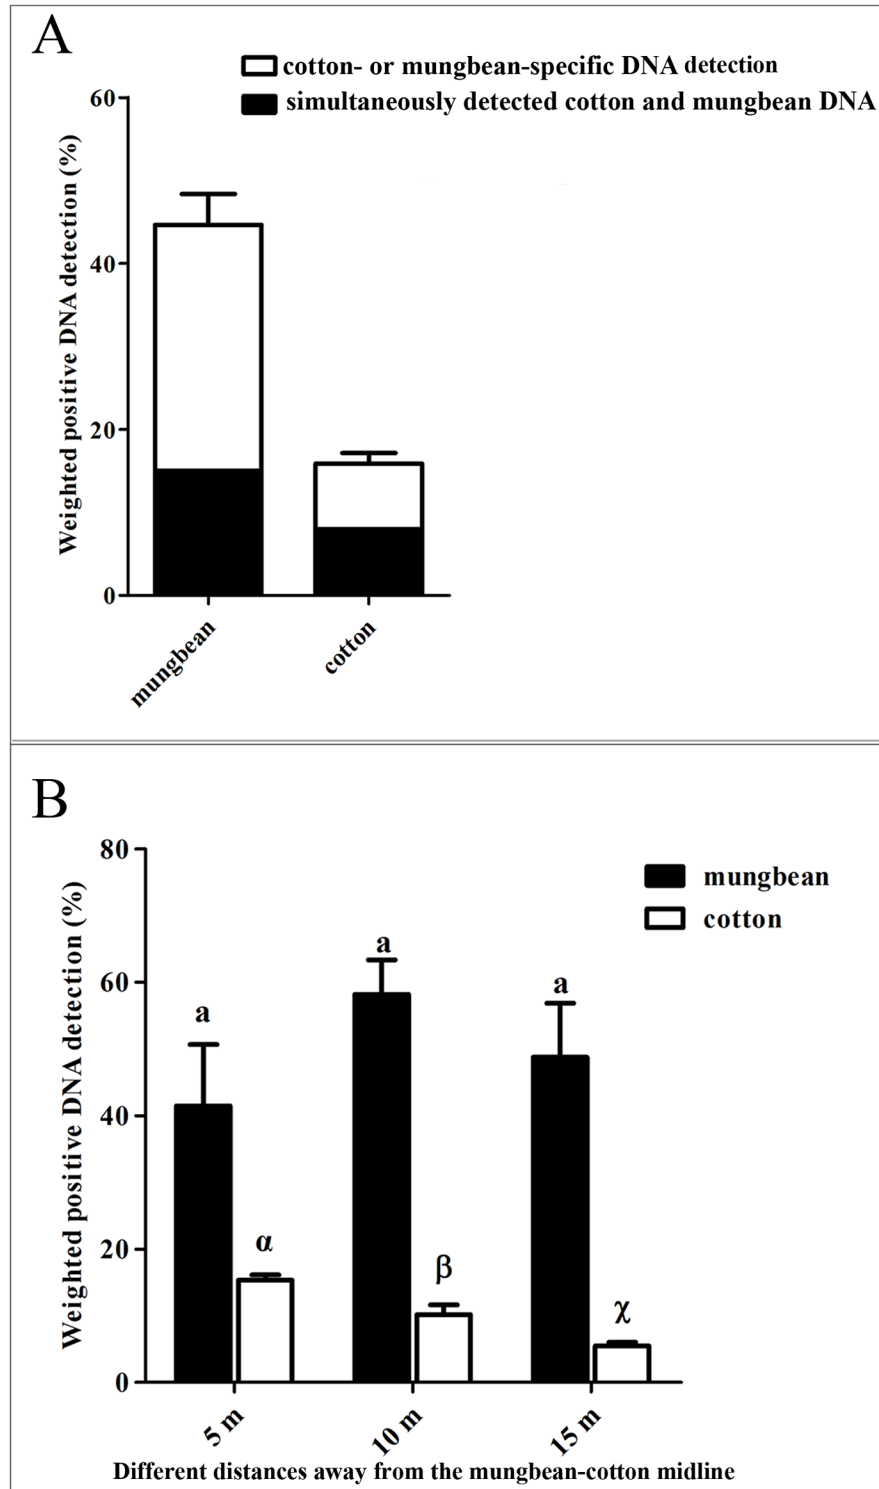 A
cotton- or mungbean-specific DNA detection
simultaneously detected cotton and mungbean DNA
Weighted positive DNA detection (%)
60
40
20
0
mungbean
cotton
B
mungbean
cotton
Weighted positive DNA detection (%)
80
60
40
20
0
a
α
a
β
a
χ
5 m
10 m
15 m
Different distances away from the mungbean-cotton midline